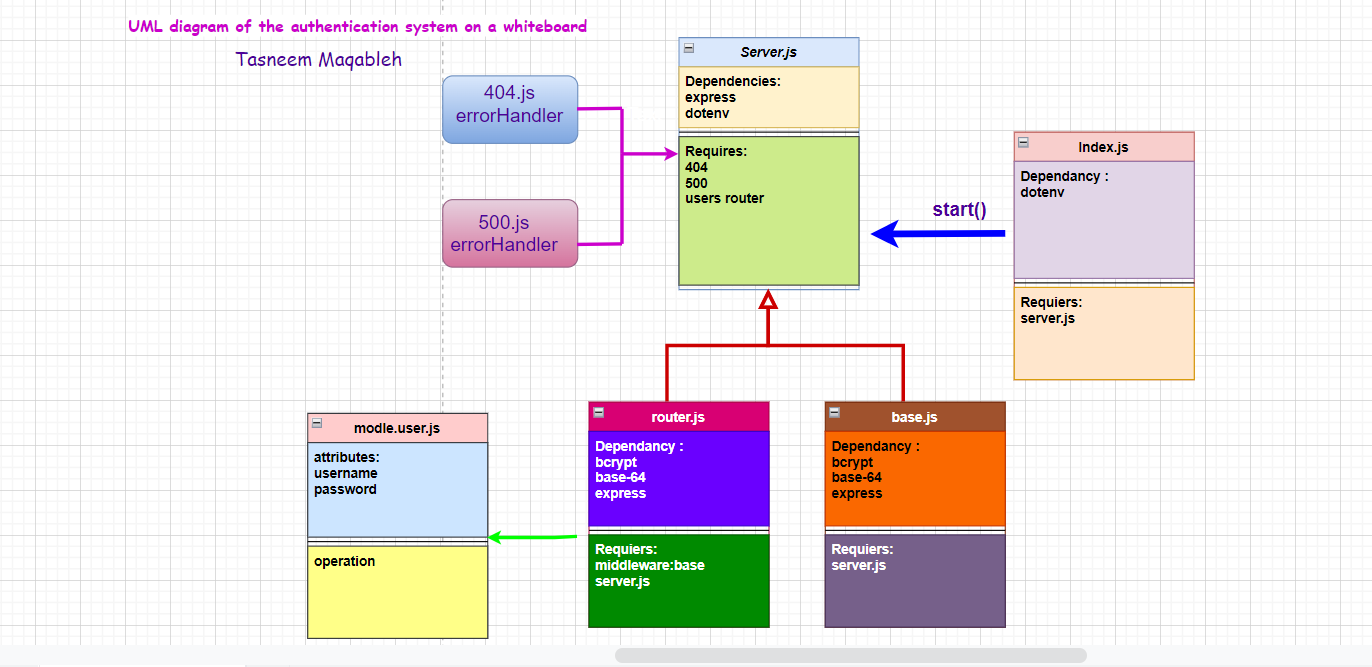 UML diagram of the authentication system on a whiteboard
Tasneem Maqableh
404.js
errorHandler
500.js
errorHandler
Server.js
Dependencies:
express
dotenv
Requires:
404
500
users router
start()
Index.js
Dependancy :
dotenv
Requiers:
server.js
modle.user.js
attributes:
username
password
operation
router.js
Dependancy :
bcrypt
base-64
express
Requiers:
middleware:base
server.js
base.js
Dependancy :
bcrypt
base-64
express
Requiers:
server.js